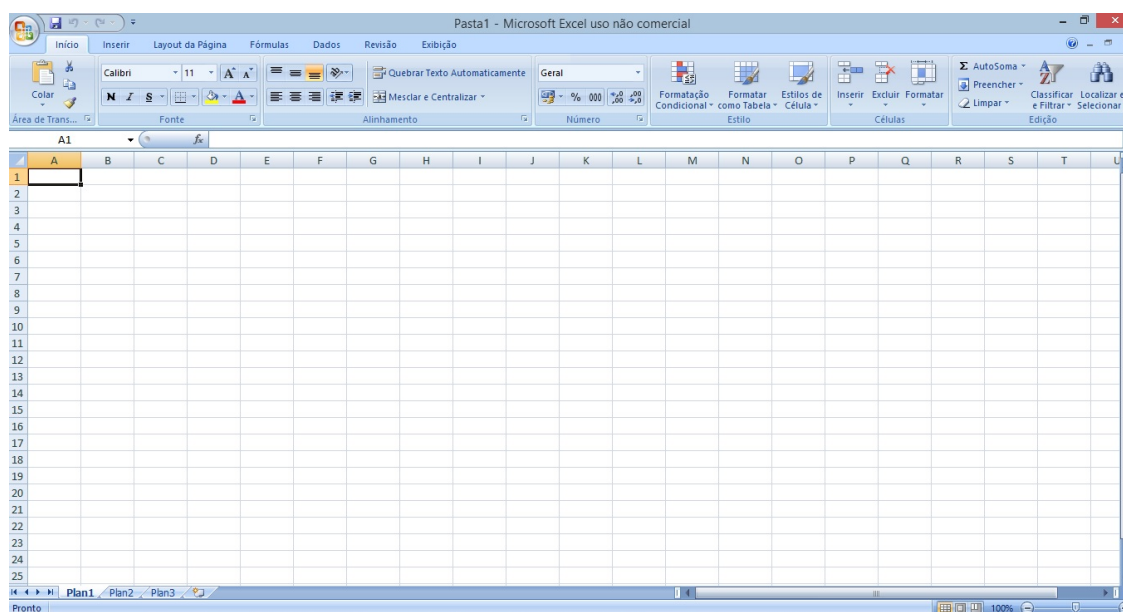 Pasta1 - Microsoft Excel uso não comercial
Início Inserir Layout da Página Fórmulas Dados Revisão Exibição
Calibri 11 Quebrar Texto Automaticamente Geral Σ AutoSoma
Colar Formatação Condicional Formatar como Tabela Estilos de Célula Inserir Excluir Formatar Preencher Classificar e Filtrar Localizar e Selecionar
N I S A Mesclar e Centralizar % 000 ,00 Limpar
Área de Trans... Fonte Alinhamento Número Estilo Células Edição
A1 fx
A B C D E F G H I J K L M N O P Q R S T U
1
2
3
4
5
6
7
8
9
10
11
12
13
14
15
16
17
18
19
20
21
22
23
24
25
Plan1 Plan2 Plan3
Pronto 100%